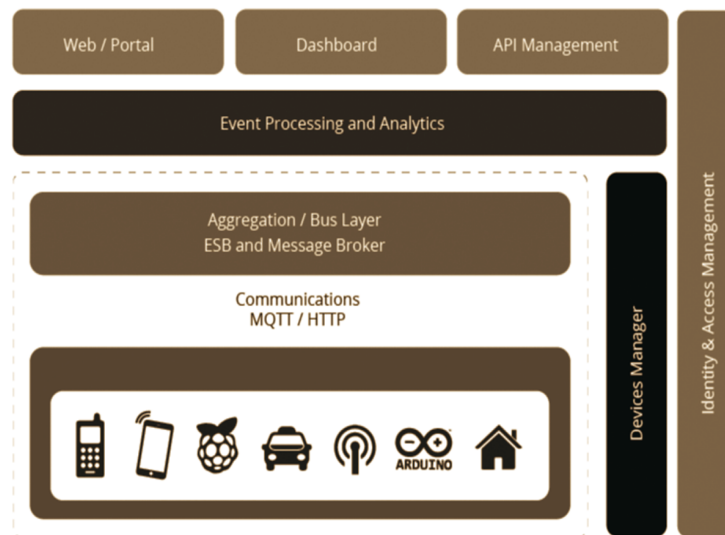 Web / Portal
Dashboard
API Management
Event Processing and Analytics
Aggregation / Bus Layer
ESB and Message Broker
Communications
MQTT / HTTP
ARDUINO
Devices Manager
Identity & Access Management